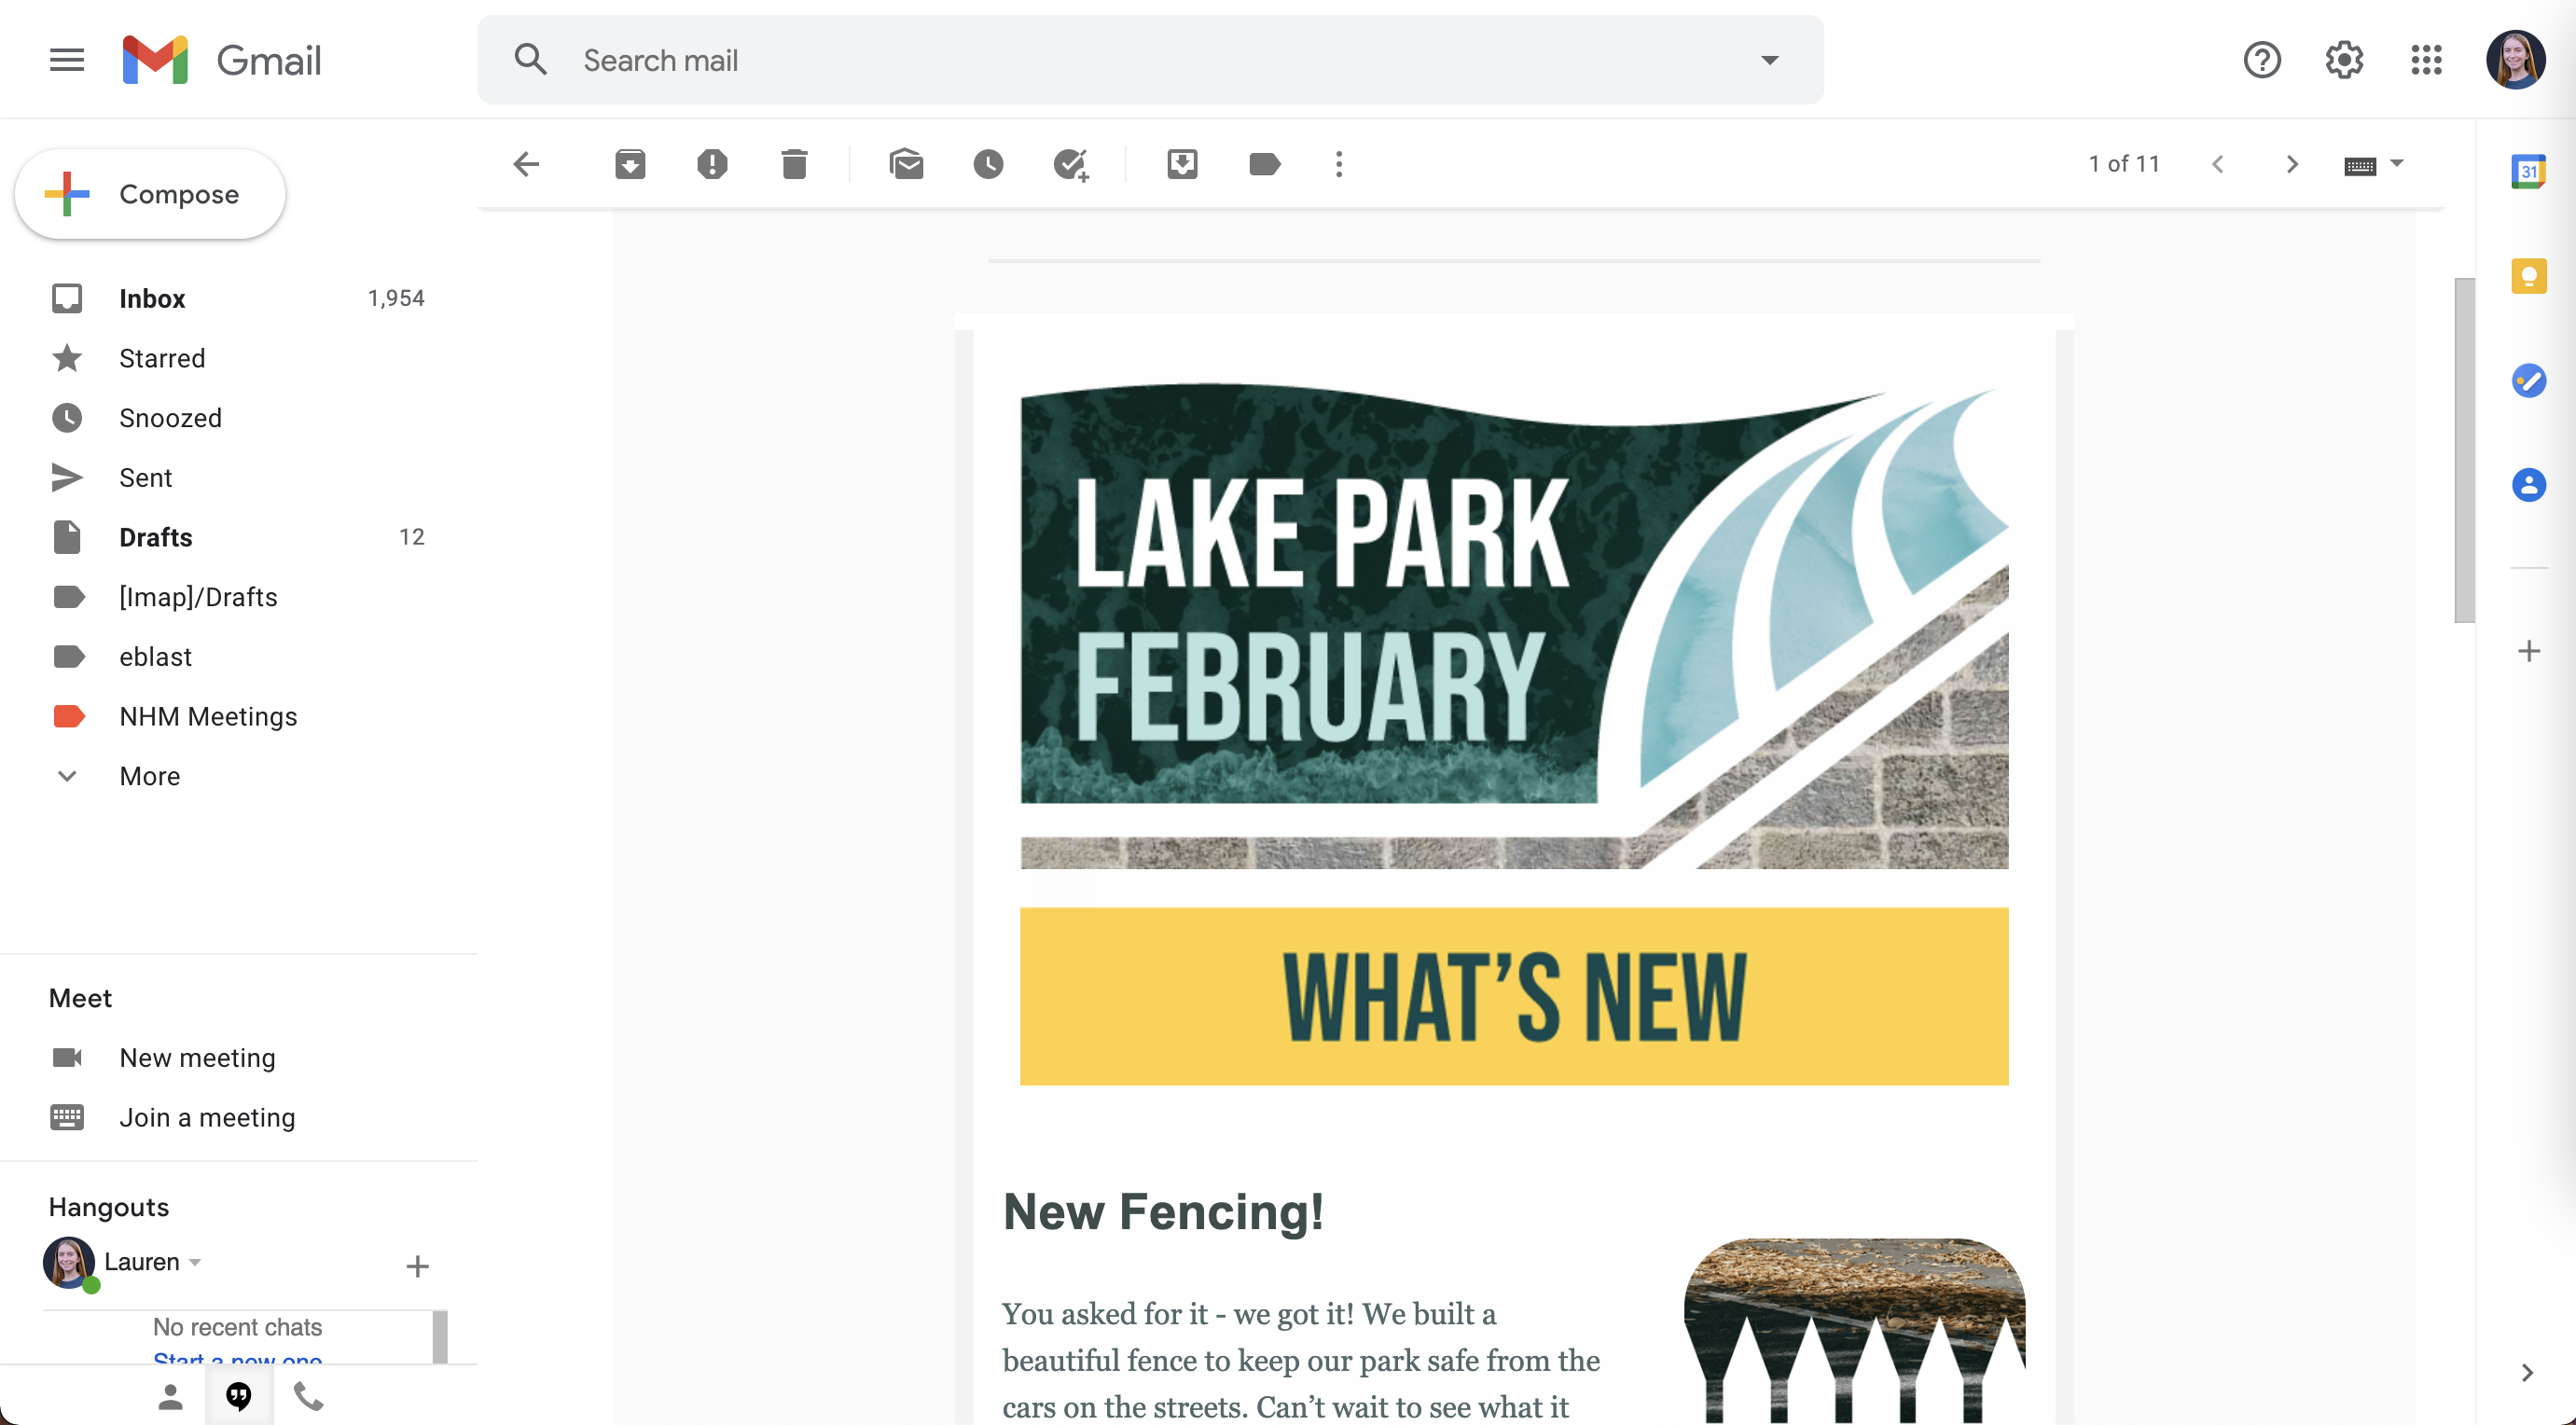 Gmail
Search mail
Compose
1 of 11
31
Inbox 1,954
Starred
Snoozed
Sent
Drafts 12
[Imap]/Drafts
eblast
NHM Meetings
More
Meet
New meeting
Join a meeting
Hangouts
Lauren
No recent chats
Start a new one
LAKE PARK
FEBRUARY
WHAT'S NEW
New Fencing!
You asked for it - we got it! We built a
beautiful fence to keep our park safe from the
cars on the streets. Can't wait to see what it